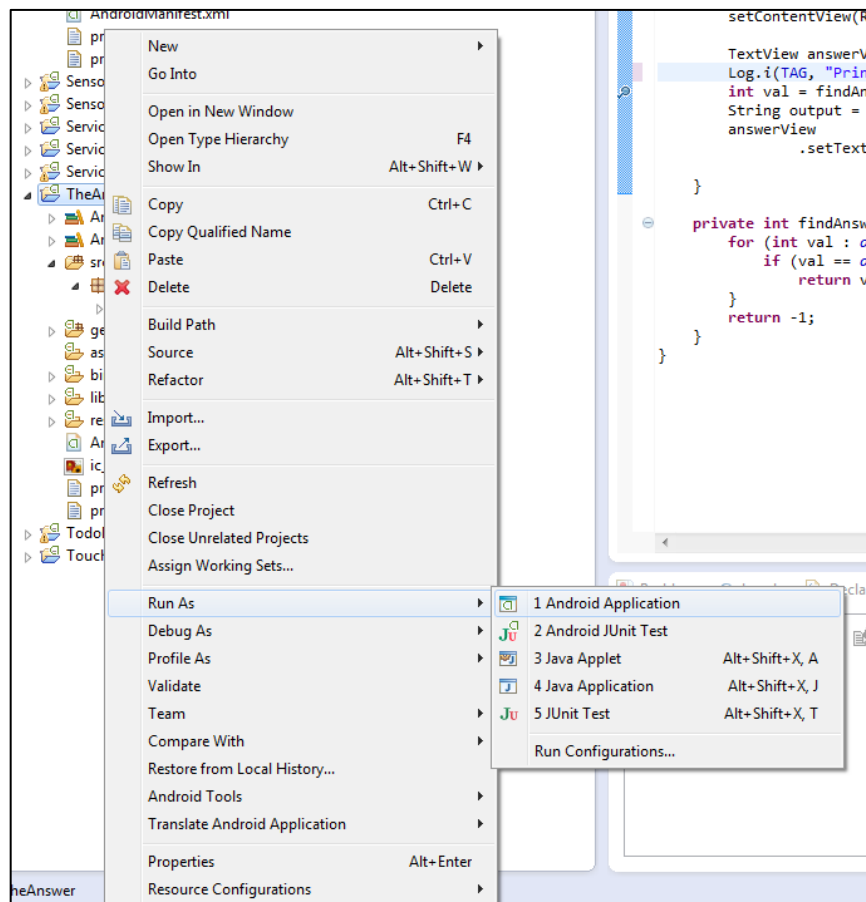 AndroidManifest.xml
pr
pr
Senso
Senso
Servic
Servic
Servic
TheAn
An
An
src
ge
as
bi
lib
re
An
ic_
pr
pr
Todol
Touch
heAnswer
New
Go Into
Open in New Window
Open Type Hierarchy F4
Show In Alt+Shift+W
Copy Ctrl+C
Copy Qualified Name
Paste Ctrl+V
Delete Delete
Build Path
Source Alt+Shift+S
Refactor Alt+Shift+T
Import...
Export...
Refresh
Close Project
Close Unrelated Projects
Assign Working Sets...
Run As
Debug As
Profile As
Validate
Team
Compare With
Restore from Local History...
Android Tools
Translate Android Application
Properties Alt+Enter
Resource Configurations
1 Android Application
2 Android JUnit Test
3 Java Applet Alt+Shift+X, A
4 Java Application Alt+Shift+X, J
5 JUnit Test Alt+Shift+X, T
Run Configurations...
setContentView(R
TextView answerV
Log.i(TAG, "Prin
int val = findAn
String output =
answerView
.setText
}
private int findAnsw
for (int val : a
if (val == a
return v
}
return -1;
}
}